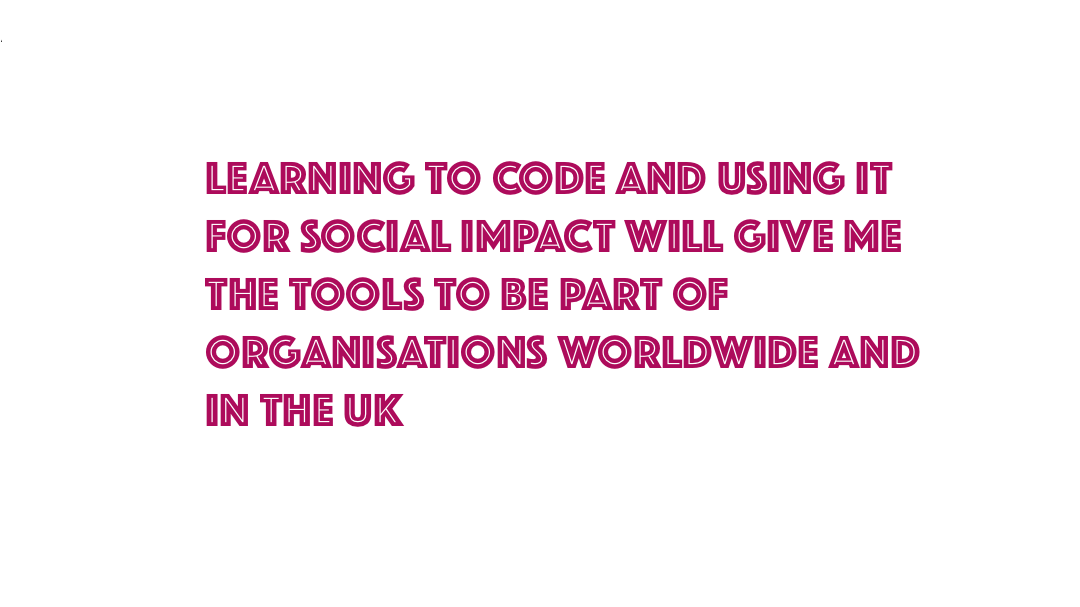 LEARNING TO CODE AND USING IT
FOR SOCIAL IMPACT WILL GIVE ME
THE TOOLS TO BE PART OF
ORGANISATIONS WORLDWIDE AND
IN THE UK